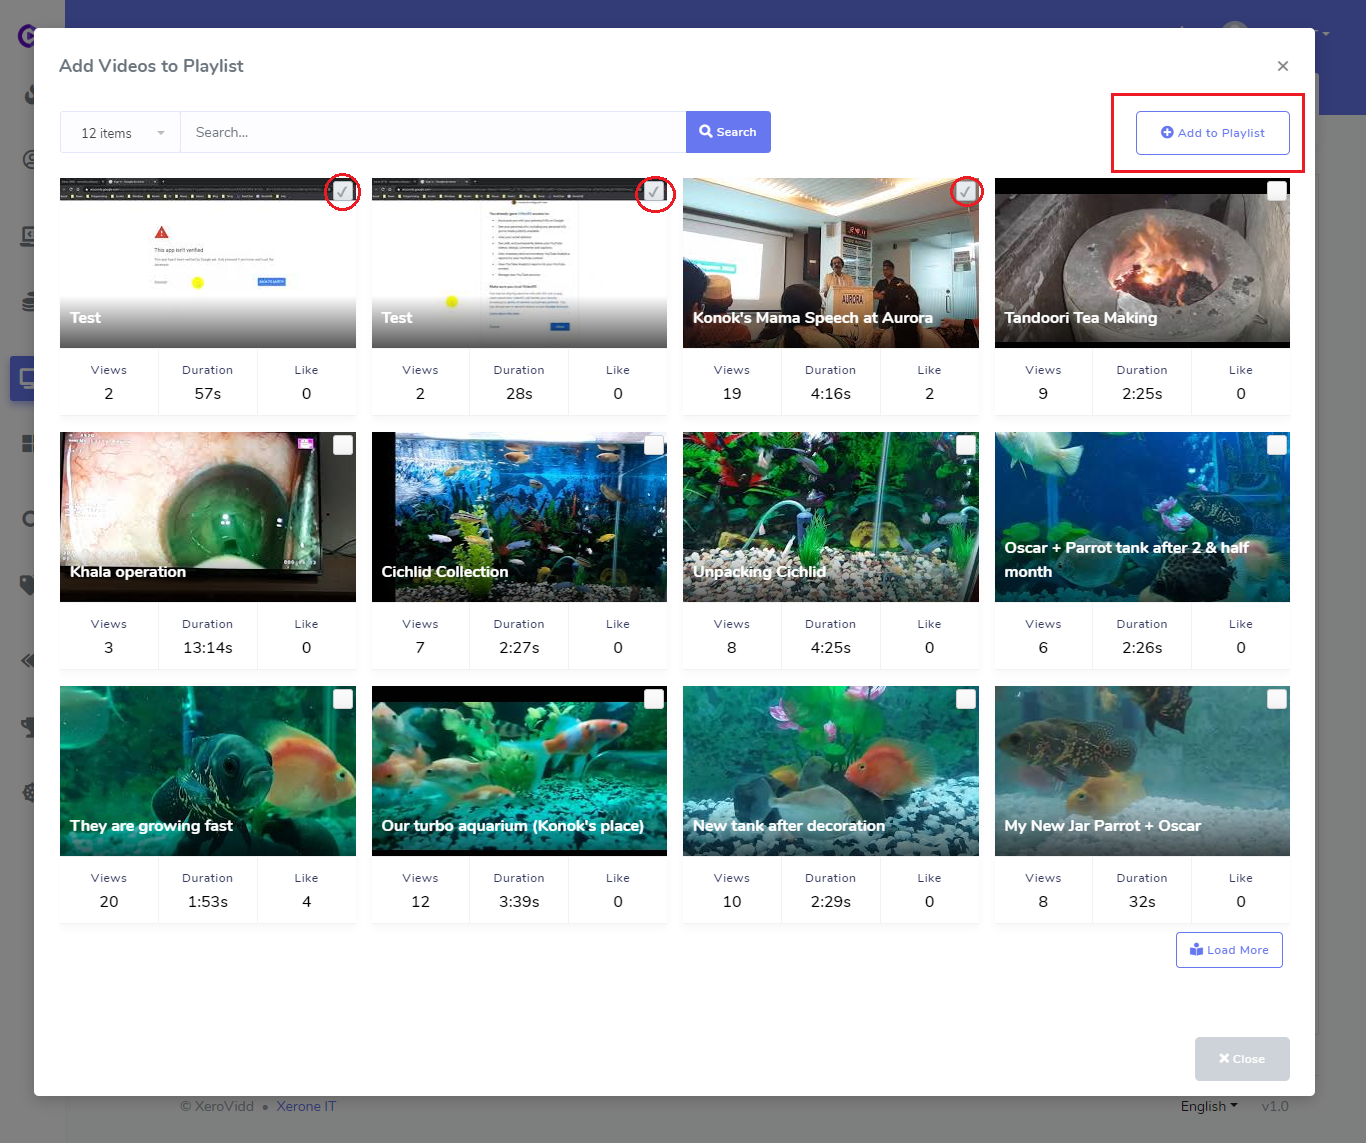 Add Videos to Playlist
×
12 items
Search...
Search
Add to Playlist
This app isn't verified
Test
Test
AURORA
Konok's Mama Speech at Aurora
Tandoori Tea Making
Views Duration Like
2 57s 0
Views Duration Like
2 28s 0
Views Duration Like
19 4:16s 2
Views Duration Like
9 2:25s 0
Khala operation
Cichlid Collection
Unpacking Cichlid
Oscar + Parrot tank after 2 & half
month
Views Duration Like
3 13:14s 0
Views Duration Like
7 2:27s 0
Views Duration Like
8 4:25s 0
Views Duration Like
6 2:26s 0
They are growing fast
Our turbo aquarium (Konok's place)
New tank after decoration
My New Jar Parrot + Oscar
Views Duration Like
20 1:53s 4
Views Duration Like
12 3:39s 0
Views Duration Like
10 2:29s 0
Views Duration Like
8 32s 0
Load More
Close
© XeroVidd • Xerone IT
English
v1.0